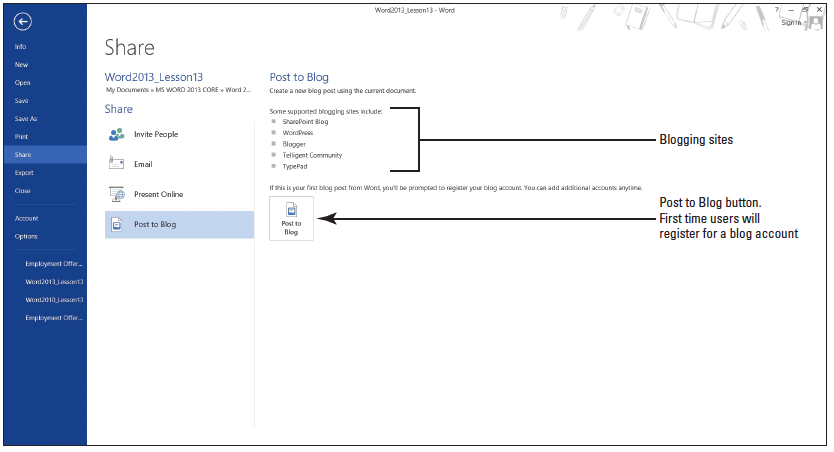 Word2013_Lesson13 - Word
?
Sign in
Info
New
Open
Save
Save As
Print
Share
Export
Close
Account
Options
Employment Offer...
Word2013_Lesson13
Word2010_Lesson13
Employment Offer...
Share
Word2013_Lesson13
My Documents » MS WORD 2013 CORE » Word 2...
Share
Invite People
Email
Present Online
Post to Blog
Post to Blog
Create a new blog post using the current document.
Some supported blogging sites include:
SharePoint Blog
WordPress
Blogger
Telligent Community
TypePad
If this is your first blog post from Word, you'll be prompted to register your blog account. You can add additional accounts anytime.
Post to
Blog
Blogging sites
Post to Blog button.
First time users will
register for a blog account